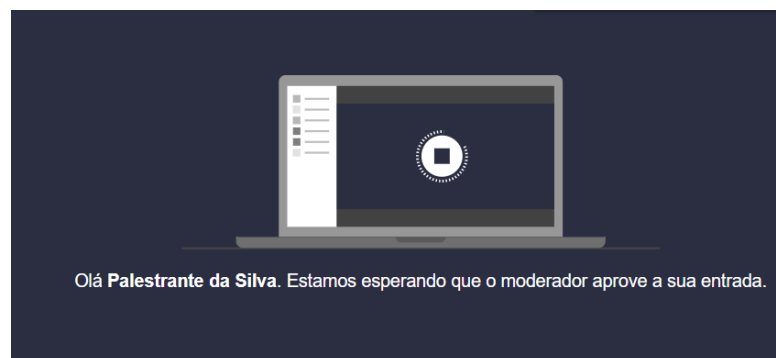 Olá Palestrante da Silva. Estamos esperando que o moderador aprove a sua entrada.